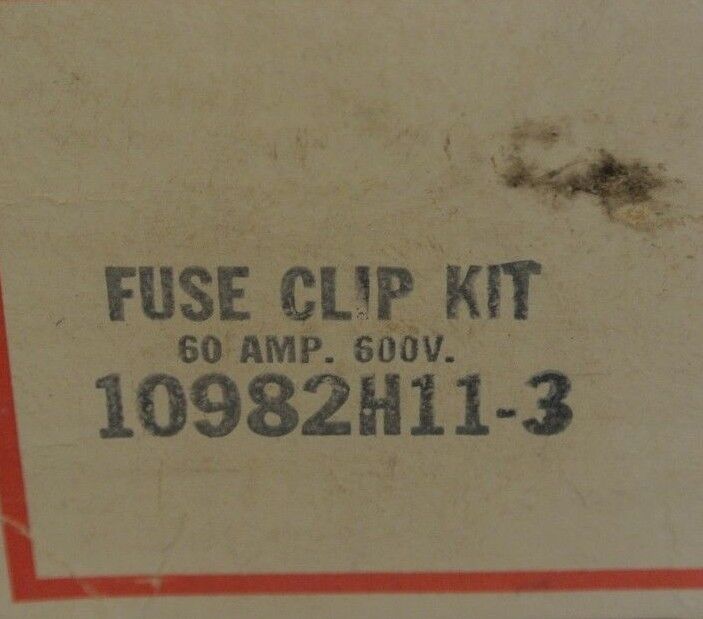 FUSE CLIP KIT
60 AMP. 600V.
10982H11-3